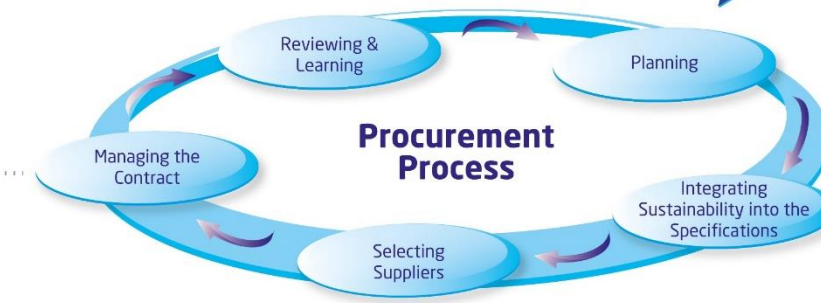 Reviewing &
Learning
Planning
Procurement
Process
Managing the
Contract
Integrating
Sustainability into the
Specifications
Selecting
Suppliers